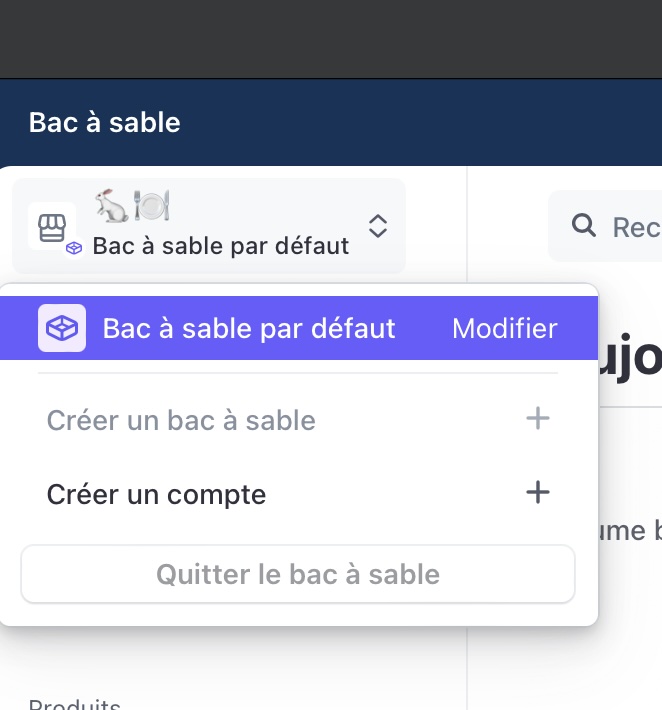 Bac à sable
🐇🍽️
Bac à sable par défaut
Rec
Bac à sable par défaut Modifier
ujo
Créer un bac à sable
Créer un compte
ume b
Quitter le bac à sable
Produits